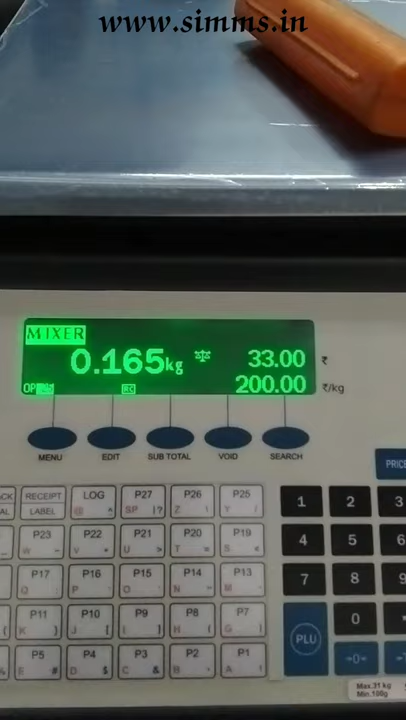 www.simms.in
MIXER
0.165kg 33.00 ₹
200.00 ₹/kg
OP
MENU EDIT SUB TOTAL VOID SEARCH
PRICE
RECEIPT LOG P27 P26 P25 1 2 3
LABEL @ ^ SP |? Z ! Y /
P23 P22 P21 P20 P19 4 5 6
W V U > T = S <
P17 P16 P15 P14 P13 7 8 9
Q P O N M
P11 P10 P9 P8 P7 0
K J I H G
P5 P4 P3 P2 P1 PLU
E # D $ C & B A
→0←
Max.31 kg
Min.100g